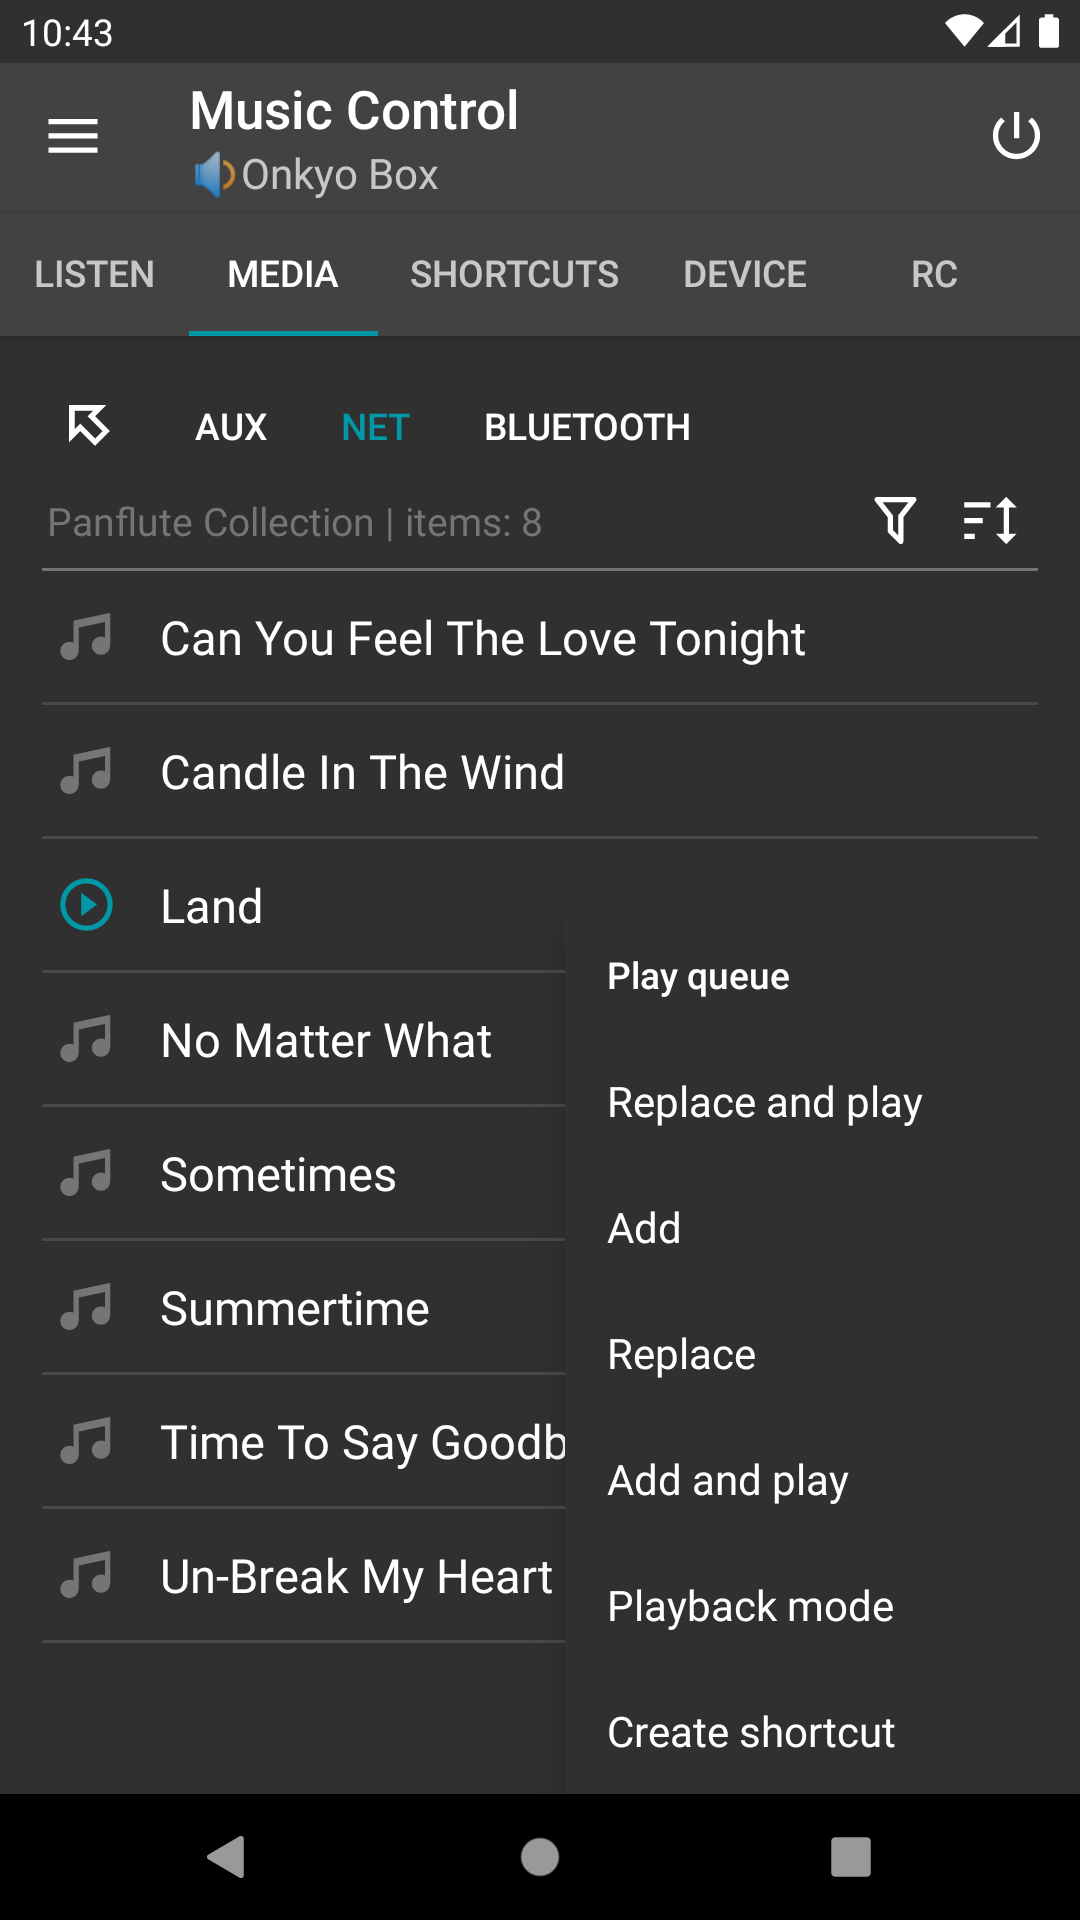 10:43
Music Control
Onkyo Box
LISTEN MEDIA SHORTCUTS DEVICE RC
AUX NET BLUETOOTH
Panflute Collection | items: 8
Can You Feel The Love Tonight
Candle In The Wind
Land
No Matter What
Sometimes
Summertime
Time To Say Goodb
Un-Break My Heart
Play queue
Replace and play
Add
Replace
Add and play
Playback mode
Create shortcut